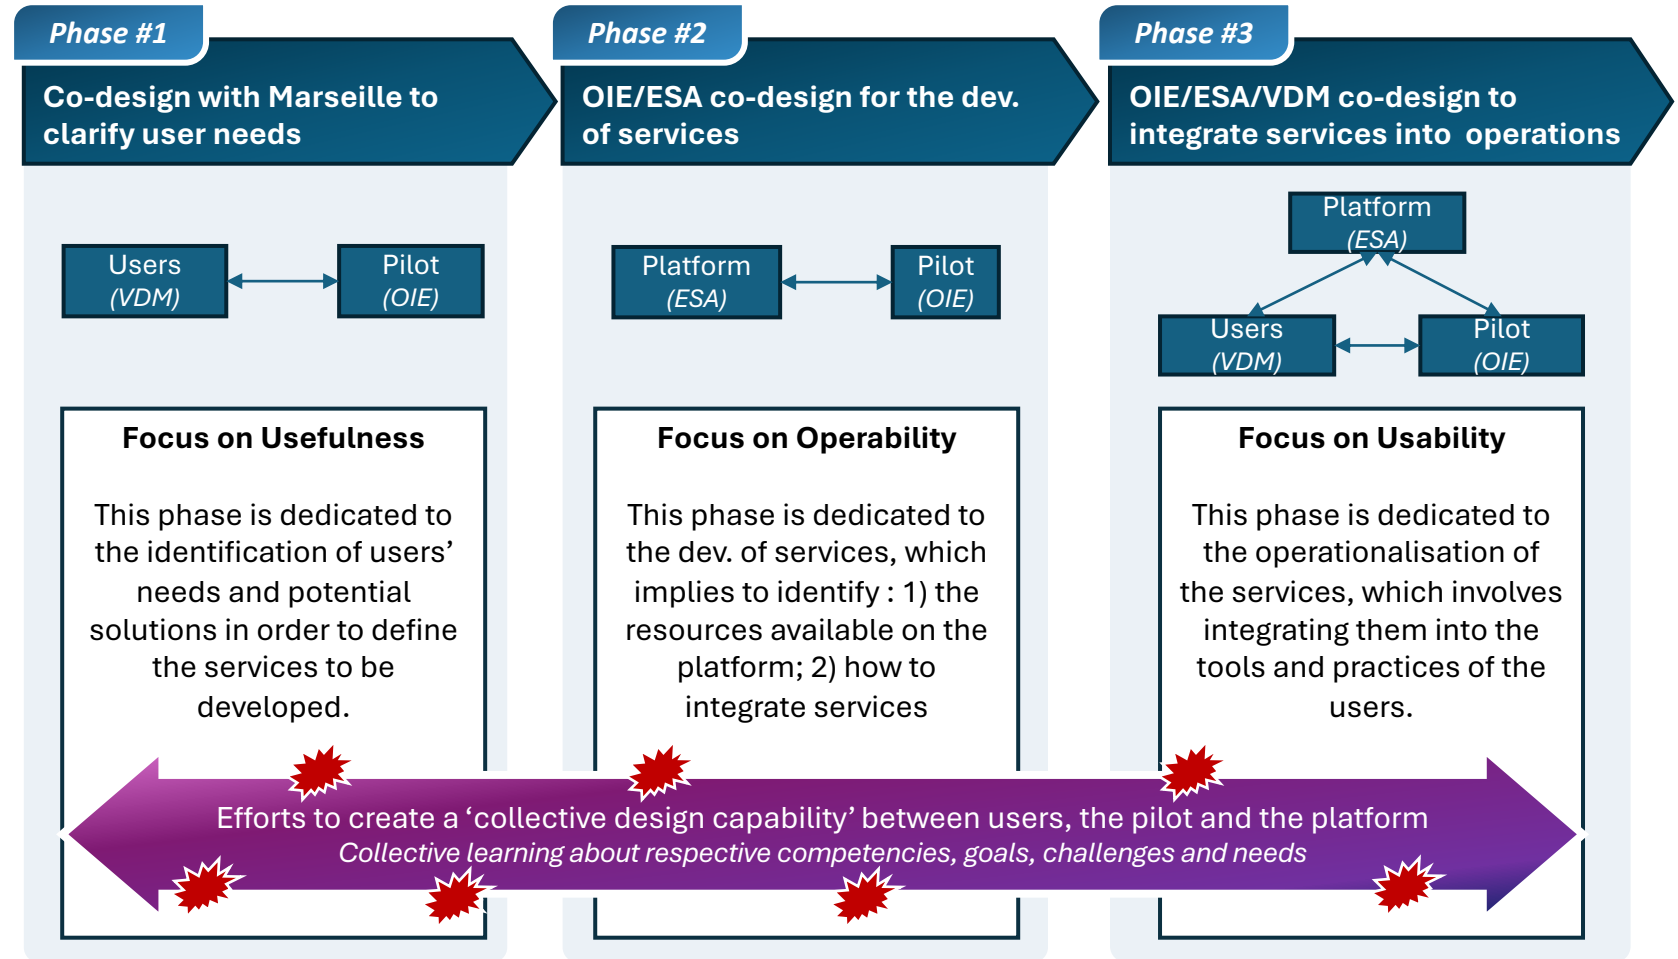 Phase #1
Co-design with Marseille to
clarify user needs
Users
(VDM)
Pilot
(OIE)
Focus on Usefulness
This phase is dedicated to
the identification of users’
needs and potential
solutions in order to define
the services to be
developed.
Phase #2
OIE/ESA co-design for the dev.
of services
Platform
(ESA)
Pilot
(OIE)
Focus on Operability
This phase is dedicated to
the dev. of services, which
implies to identify : 1) the
resources available on the
platform; 2) how to
integrate services
Phase #3
OIE/ESA/VDM co-design to
integrate services into  operations
Platform
(ESA)
Users
(VDM)
Pilot
(OIE)
Focus on Usability
This phase is dedicated to
the operationalisation of
the services, which involves
integrating them into the
tools and practices of the
users.
Efforts to create a ‘collective design capability’ between users, the pilot and the platform
Collective learning about respective competencies, goals, challenges and needs